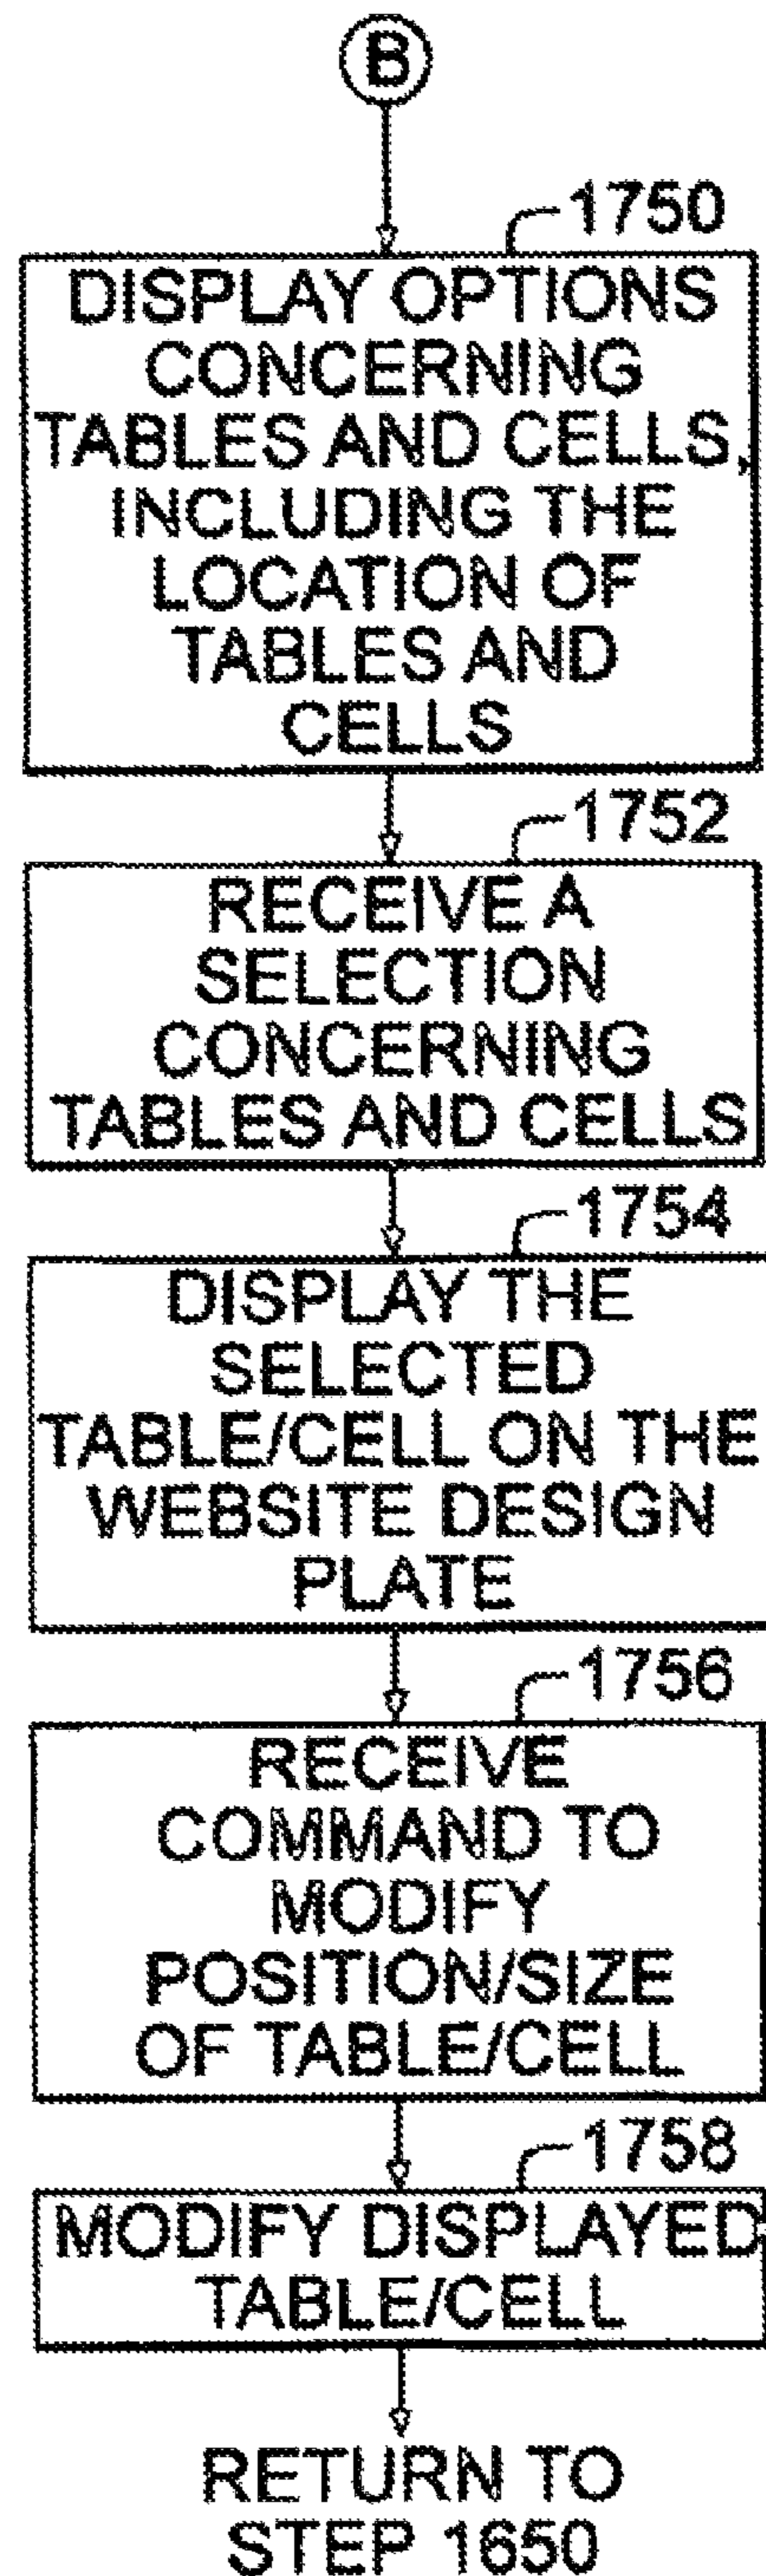 B
1750
DISPLAY OPTIONS
CONCERNING
TABLES AND CELLS,
INCLUDING THE
LOCATION OF
TABLES AND
CELLS
1752
RECEIVE A
SELECTION
CONCERNING
TABLES AND CELLS
1754
DISPLAY THE
SELECTED
TABLE/CELL ON THE
WEBSITE DESIGN
PLATE
1756
RECEIVE
COMMAND TO
MODIFY
POSITION/SIZE
OF TABLE/CELL
1758
MODIFY DISPLAYED
TABLE/CELL
RETURN TO
STEP 1650